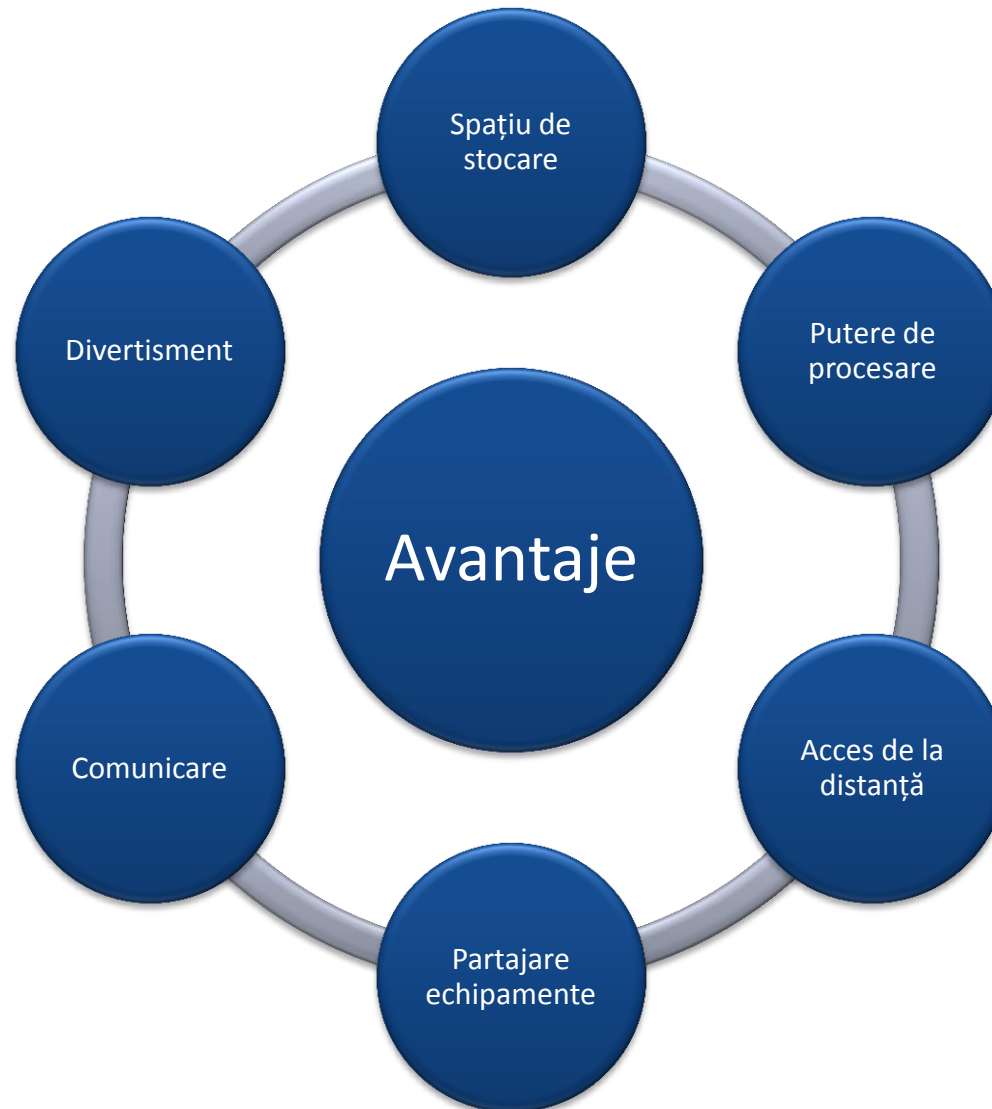 Spațiu de
stocare
Putere de
procesare
Divertisment
Avantaje
Comunicare
Acces de la
distanță
Partajare
echipamente